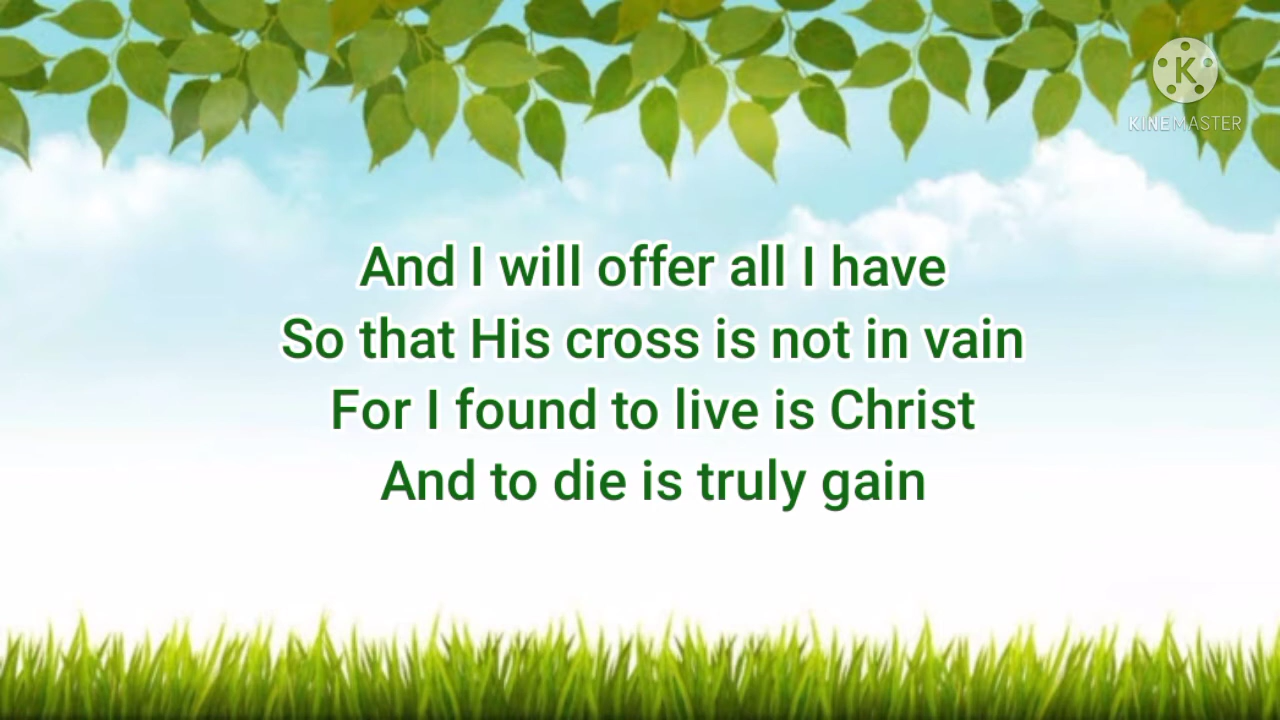 KINEMASTER
And I will offer all I have
So that His cross is not in vain
For I found to live is Christ
And to die is truly gain